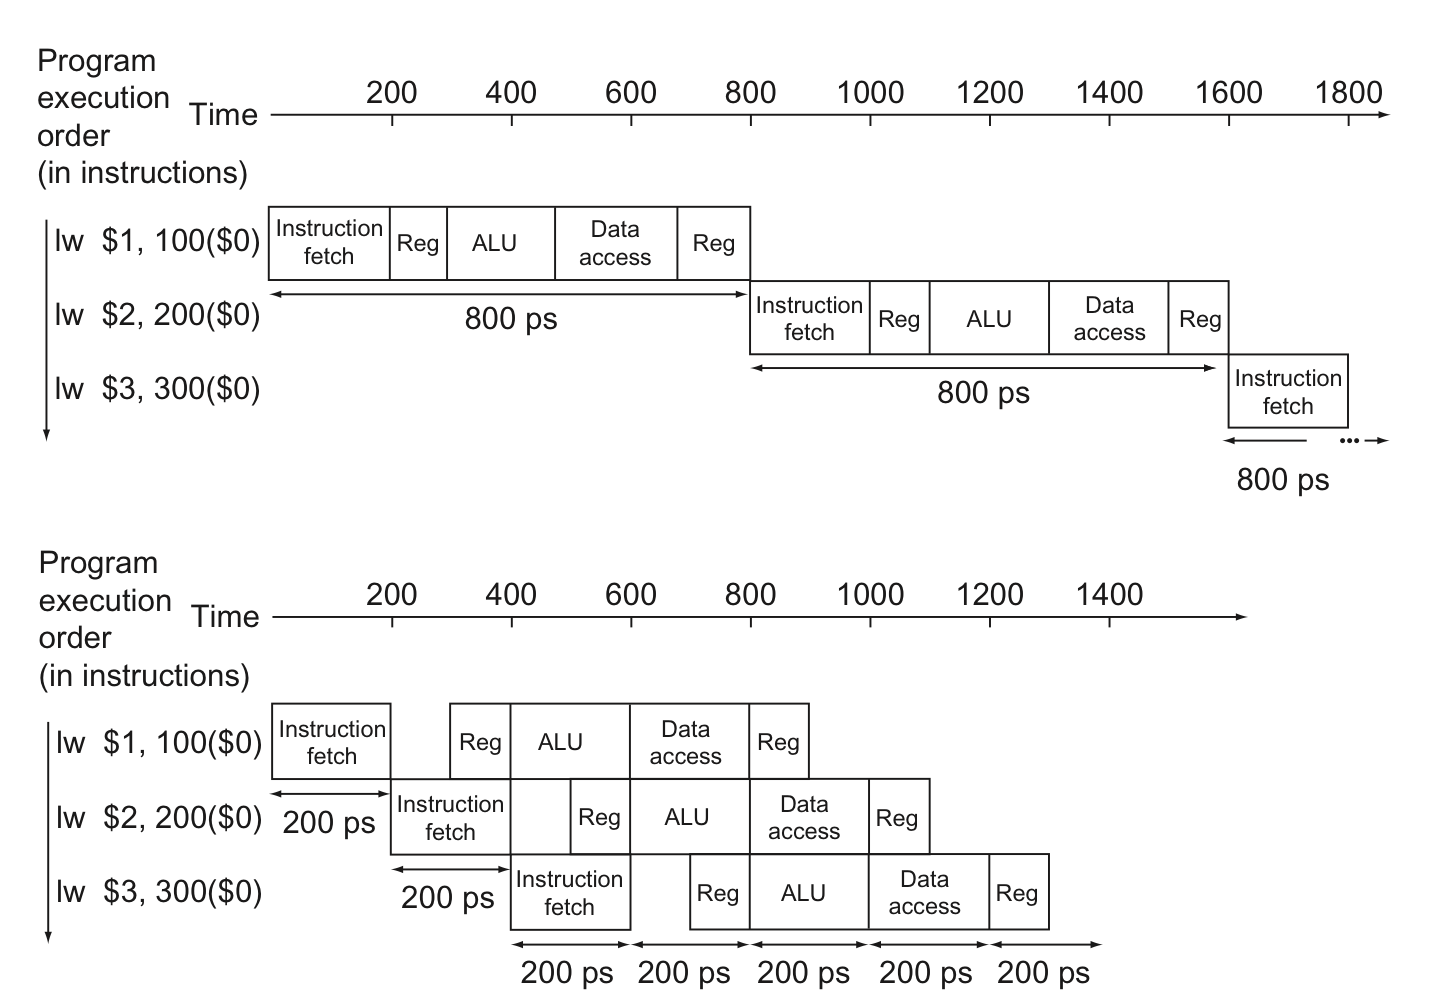 Program
execution
order
(in instructions)
Time
200 400 600 800 1000 1200 1400 1600 1800
lw $1, 100($0)
Instruction
fetch
Reg
ALU
Data
access
Reg
800 ps
lw $2, 200($0)
Instruction
fetch
Reg
ALU
Data
access
Reg
800 ps
lw $3, 300($0)
Instruction
fetch
...
800 ps
Program
execution
order
(in instructions)
Time
200 400 600 800 1000 1200 1400
lw $1, 100($0)
Instruction
fetch
Reg
ALU
Data
access
Reg
200 ps
lw $2, 200($0)
Instruction
fetch
Reg
ALU
Data
access
Reg
200 ps
lw $3, 300($0)
Instruction
fetch
Reg
ALU
Data
access
Reg
200 ps 200 ps 200 ps 200 ps 200 ps